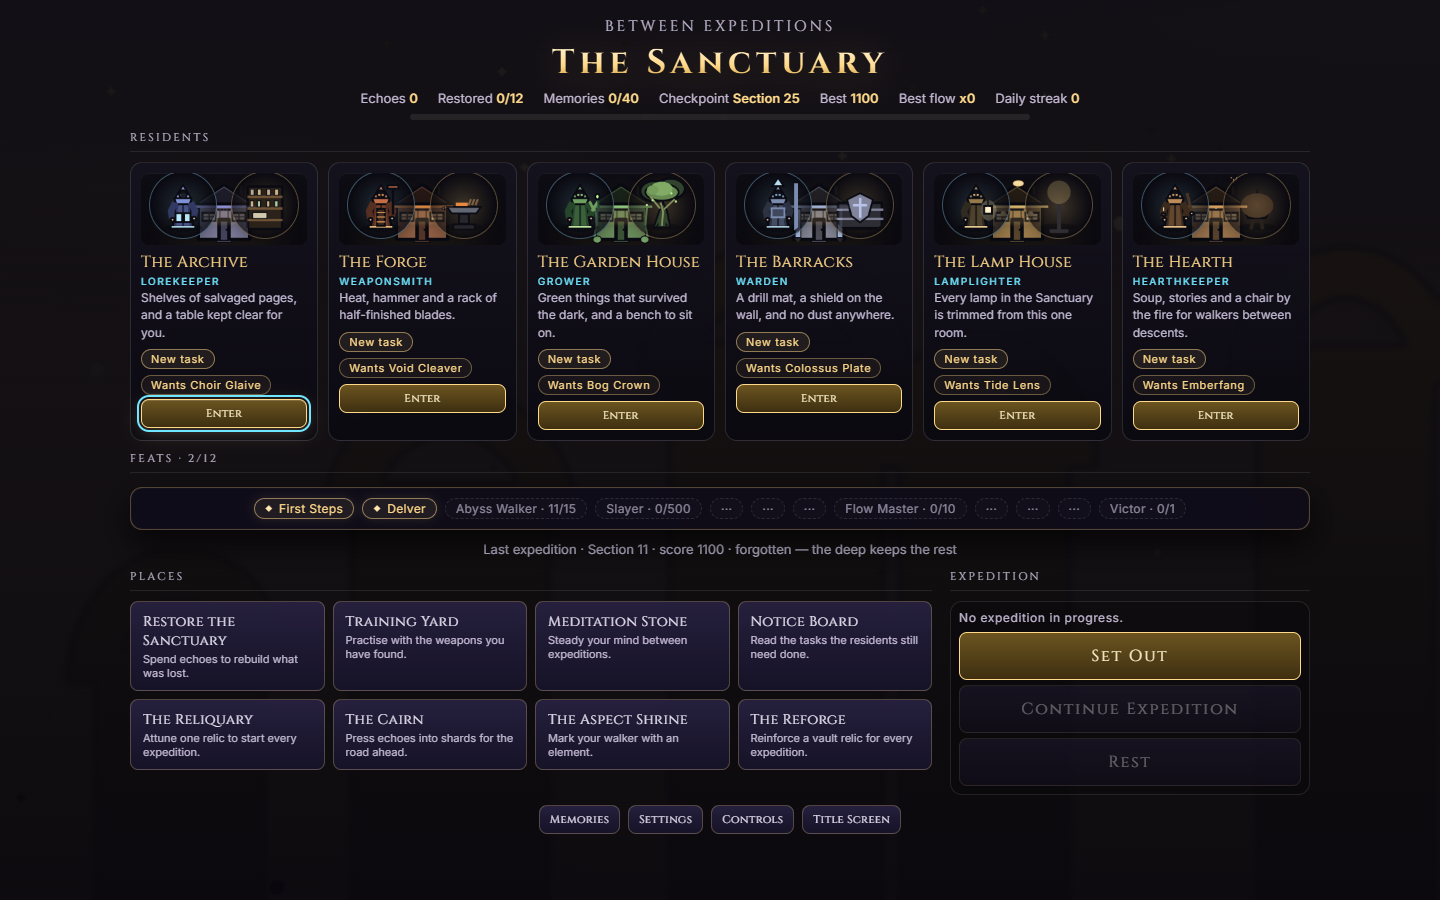 BETWEEN EXPEDITIONS
THE SANCTUARY
Echoes 0 Restored 0/12 Memories 0/40 Checkpoint Section 25 Best 1100 Best flow x0 Daily streak 0
RESIDENTS
THE ARCHIVE
LOREKEEPER
Shelves of salvaged pages,
and a table kept clear for
you.
New task
Wants Choir Glaive
ENTER
THE FORGE
WEAPONSMITH
Heat, hammer and a rack of
half-finished blades.
New task
Wants Void Cleaver
ENTER
THE GARDEN HOUSE
GROWER
Green things that survived
the dark, and a bench to sit
on.
New task
Wants Bog Crown
ENTER
THE BARRACKS
WARDEN
A drill mat, a shield on the
wall, and no dust anywhere.
New task
Wants Colossus Plate
ENTER
THE LAMP HOUSE
LAMPLIGHTER
Every lamp in the Sanctuary
is trimmed from this one
room.
New task
Wants Tide Lens
ENTER
THE HEARTH
HEARTHKEEPER
Soup, stories and a chair by
the fire for walkers between
descents.
New task
Wants Emberfang
ENTER
FEATS · 2/12
◆ First Steps ◆ Delver Abyss Walker · 11/15 Slayer · 0/500 ... ... ... Flow Master · 0/10 ... ... ... Victor · 0/1
Last expedition · Section 11 · score 1100 · forgotten — the deep keeps the rest
PLACES
RESTORE THE
SANCTUARY
Spend echoes to rebuild what
was lost.
TRAINING YARD
Practise with the weapons you
have found.
MEDITATION STONE
Steady your mind between
expeditions.
NOTICE BOARD
Read the tasks the residents still
need done.
THE RELIQUARY
Attune one relic to start every
expedition.
THE CAIRN
Press echoes into shards for the
road ahead.
THE ASPECT SHRINE
Mark your walker with an
element.
THE REFORGE
Reinforce a vault relic for every
expedition.
EXPEDITION
No expedition in progress.
SET OUT
CONTINUE EXPEDITION
REST
MEMORIES SETTINGS CONTROLS TITLE SCREEN